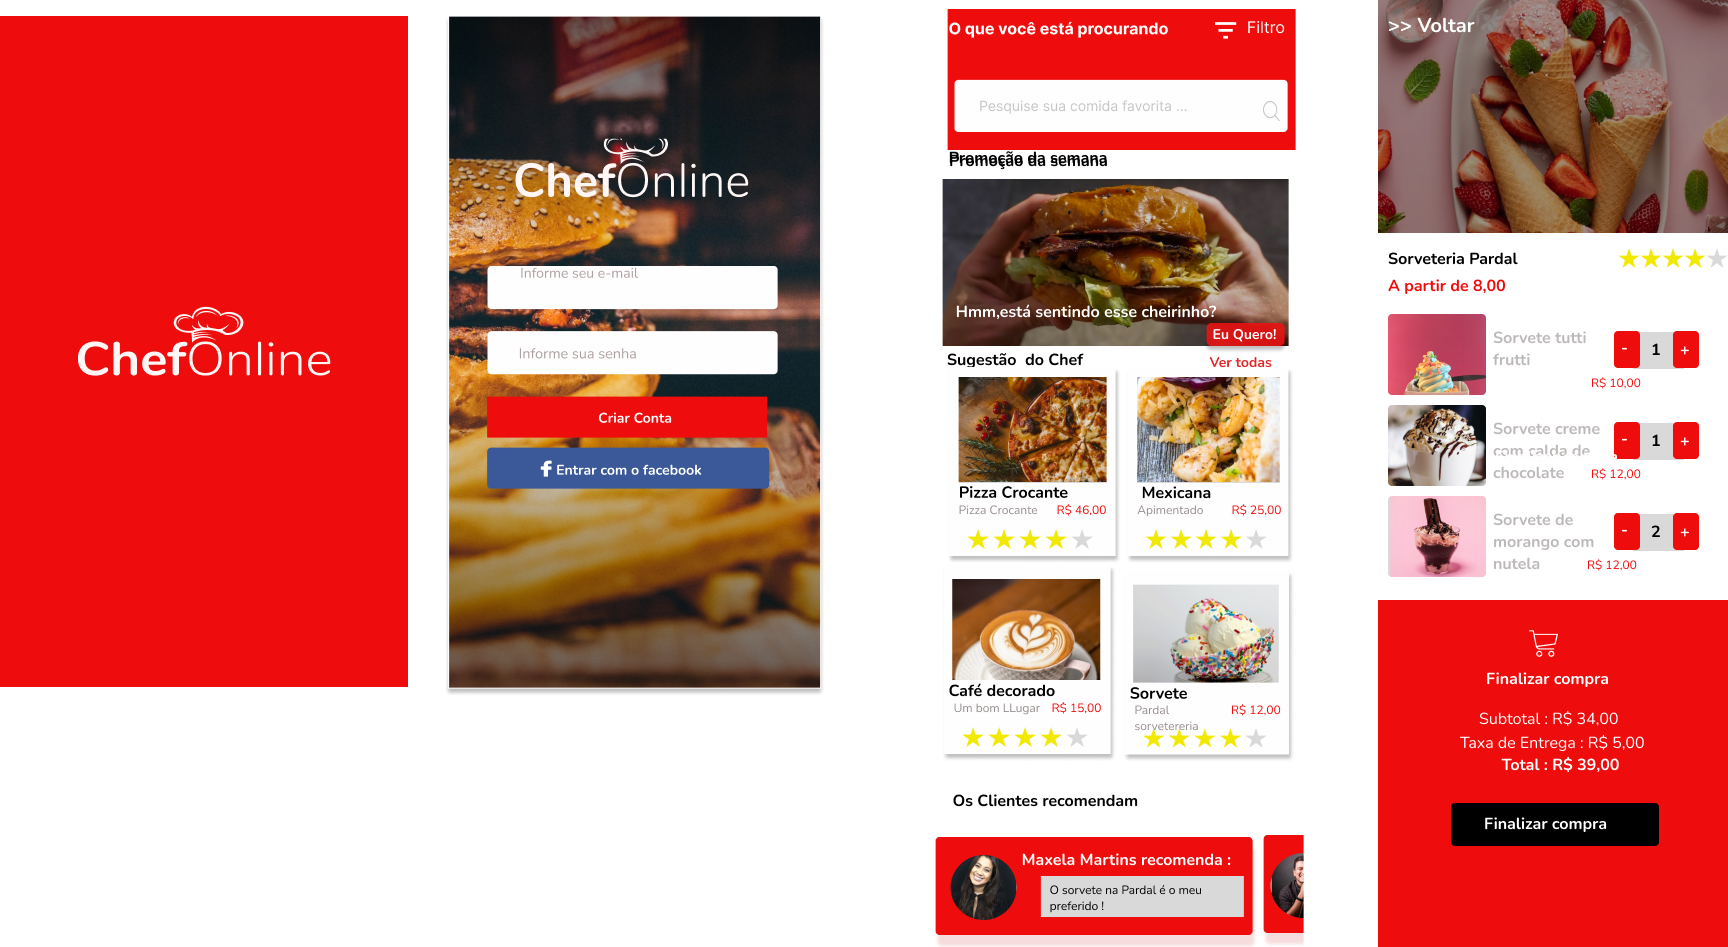 ChefOnline
ChefOnline
Informe seu e-mail
Informe sua senha
Criar Conta
f Entrar com o facebook
O que você está procurando
Filtro
Pesquise sua comida favorita ...
Promoção da semana
Hmm,está sentindo esse cheirinho?
Eu Quero!
Sugestão do Chef
Ver todas
Pizza Crocante
Pizza Crocante R$ 46,00
Mexicana
Apimentado R$ 25,00
Café decorado
Um bom LLugar R$ 15,00
Sorvete
Pardal R$ 12,00
sorvetereria
Os Clientes recomendam
Maxela Martins recomenda :
O sorvete na Pardal é o meu
preferido !
>> Voltar
Sorveteria Pardal
A partir de 8,00
Sorvete tutti
frutti
- 1 +
R$ 10,00
Sorvete creme
com calda de
chocolate
- 1 +
R$ 12,00
Sorvete de
morango com
nutela
- 2 +
R$ 12,00
Finalizar compra
Subtotal : R$ 34,00
Taxa de Entrega : R$ 5,00
Total : R$ 39,00
Finalizar compra